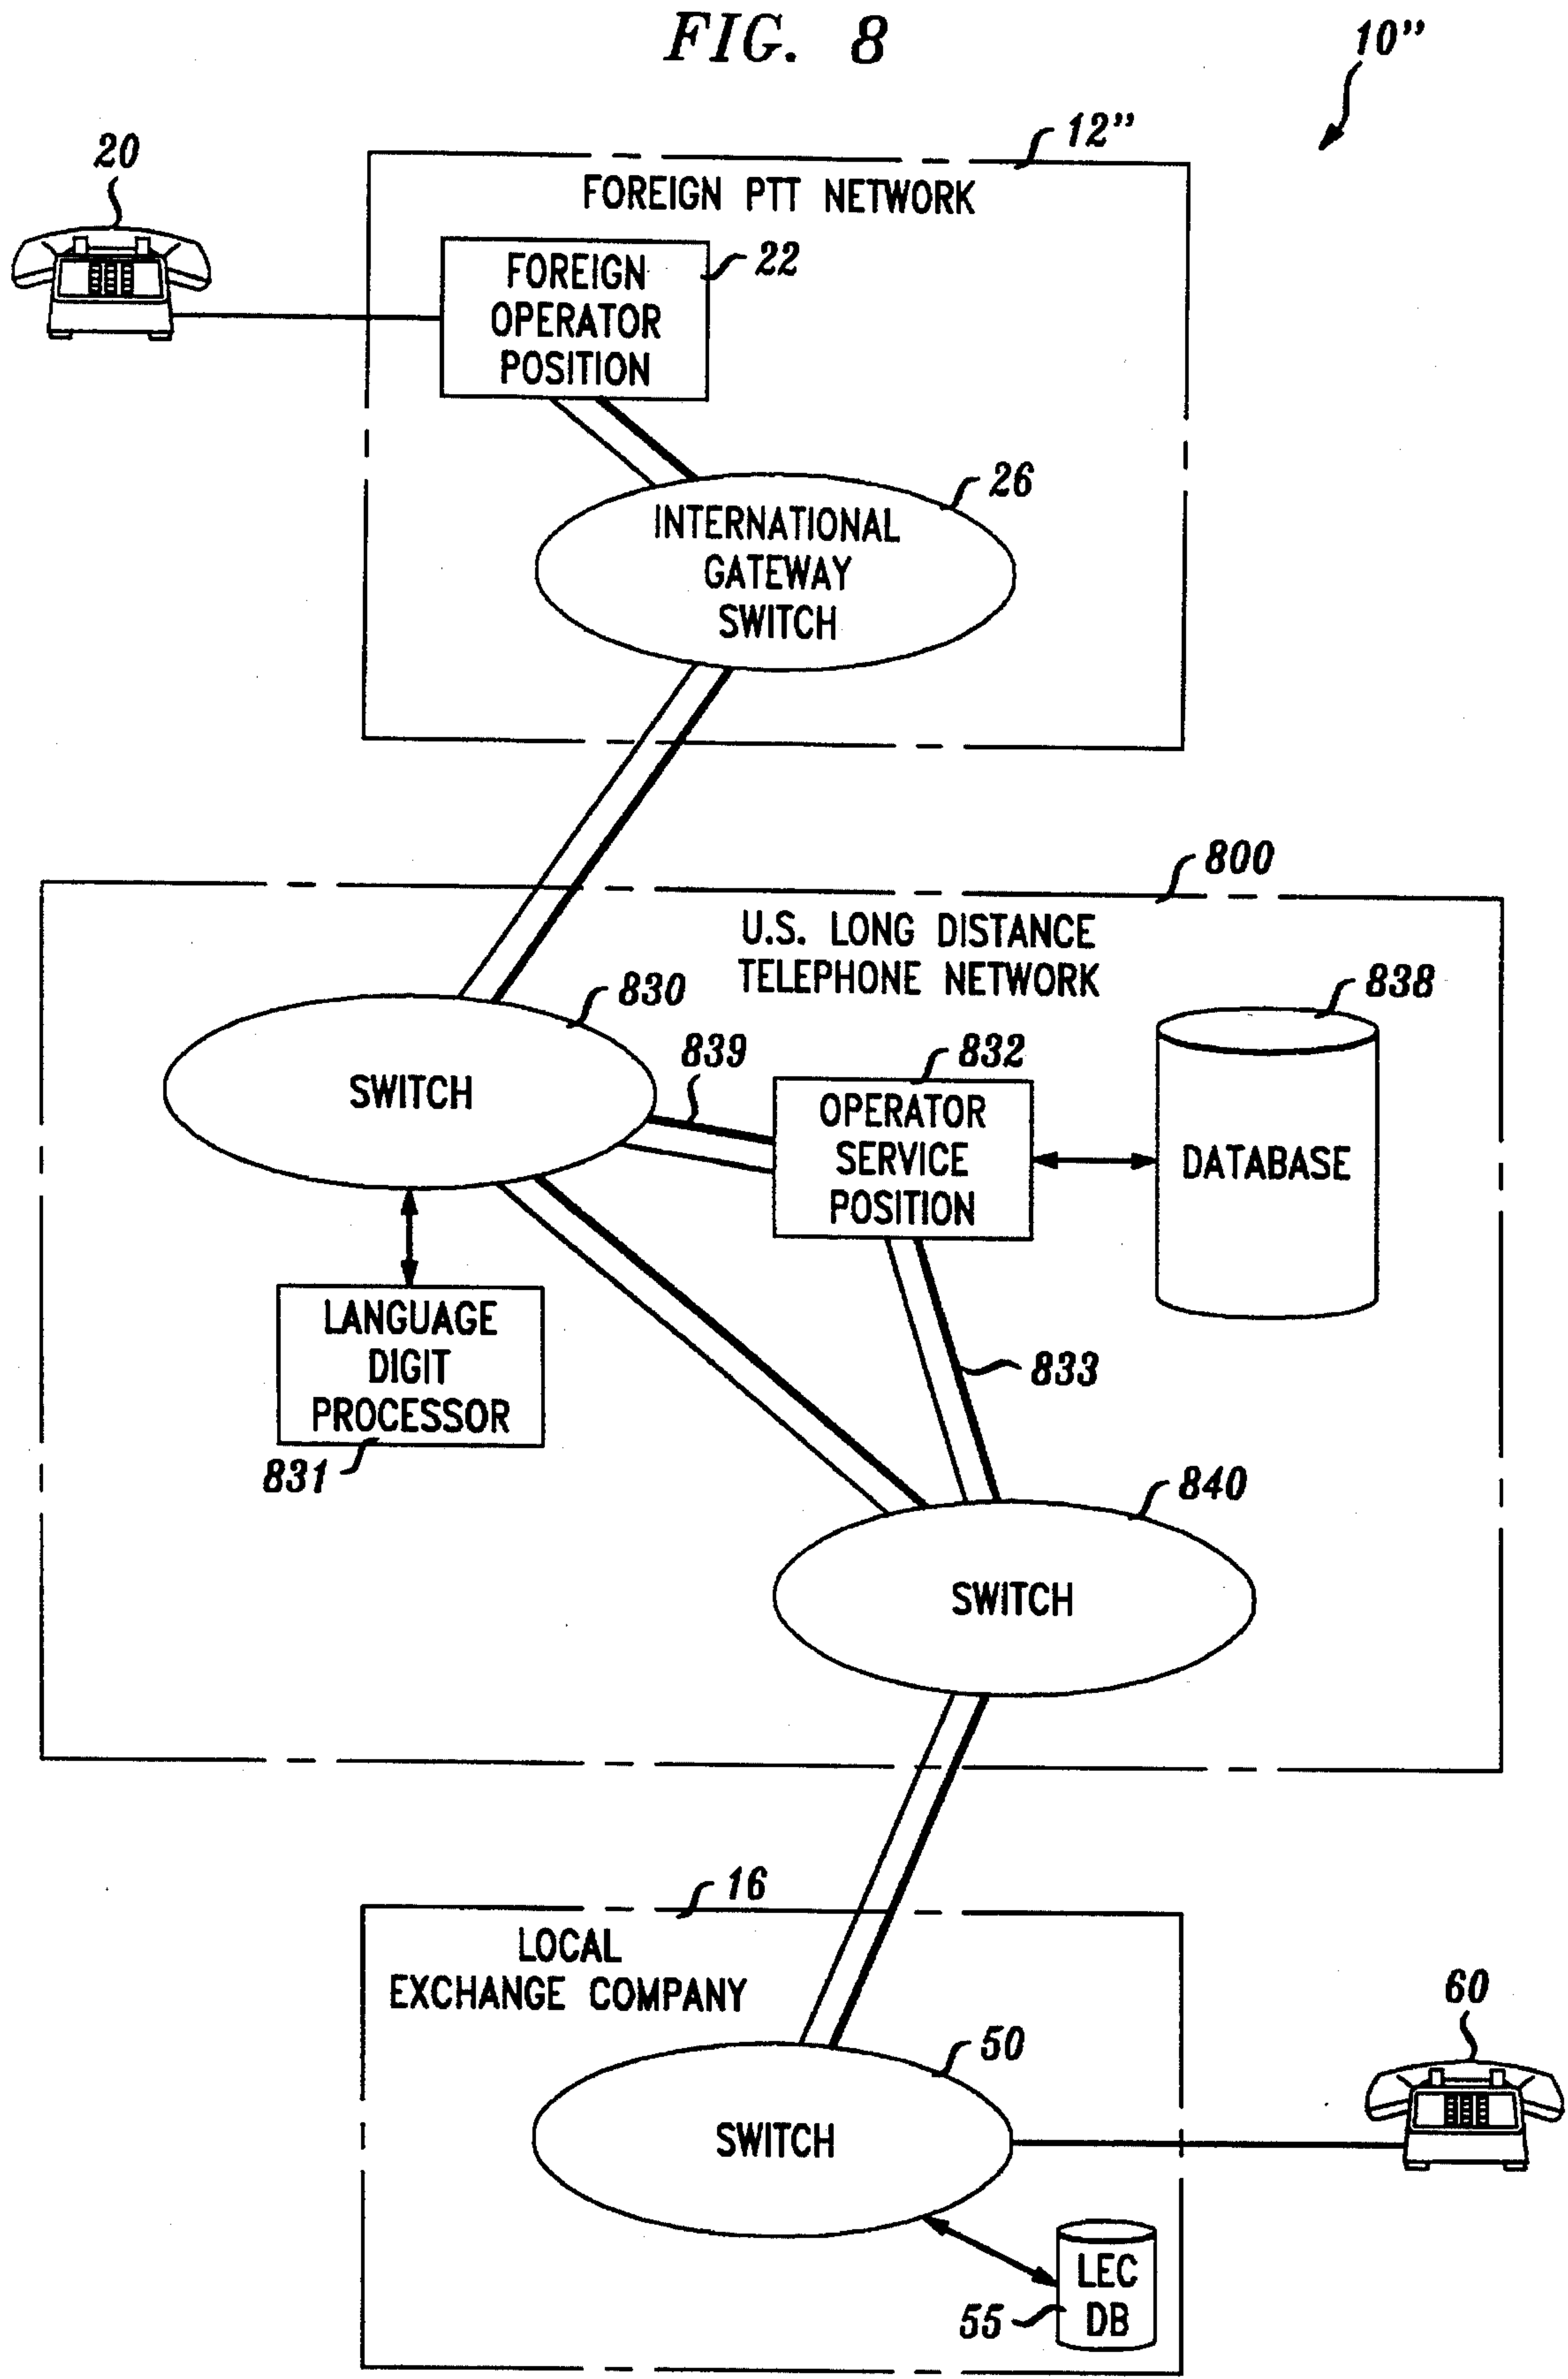 FIG. 8
10”
12”
20
FOREIGN PTT NETWORK
22
FOREIGN
OPERATOR
POSITION
26
INTERNATIONAL
GATEWAY
SWITCH
800
U.S. LONG DISTANCE
TELEPHONE NETWORK
830
838
839
832
SWITCH
OPERATOR
SERVICE
POSITION
DATABASE
LANGUAGE
DIGIT
PROCESSOR
831
833
840
SWITCH
16
LOCAL
EXCHANGE COMPANY
60
50
SWITCH
LEC
DB
55